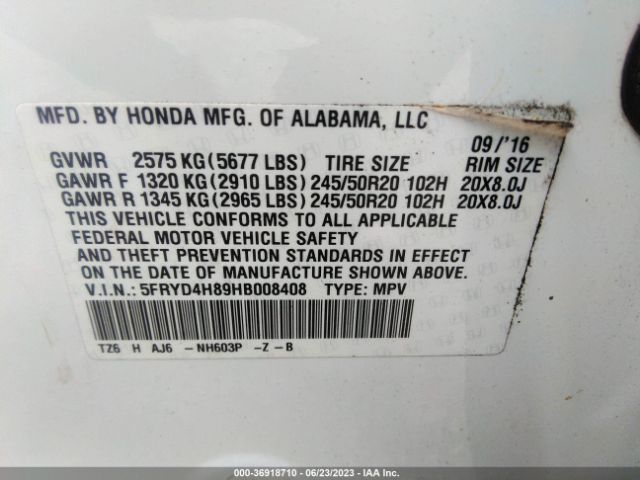 MFD. BY HONDA MFG. OF ALABAMA, LLC
09/'16
GVWR 2575 KG(5677 LBS) TIRE SIZE RIM SIZE
GAWR F 1320 KG(2910 LBS)245/50R20 102H 20X8.0J
GAWR R 1345 KG(2965 LBS)245/50R20 102H 20X8.0J
THIS VEHICLE CONFORMS TO ALL APPLICABLE
FEDERAL MOTOR VEHICLE SAFETY
AND THEFT PREVENTION STANDARDS IN EFFECT
ON THE DATE OF MANUFACTURE SHOWN ABOVE.
V.I.N.: 5FRYD4H89HB008408 TYPE: MPV
TZ6 H AJ6 -NH603P -Z-B
000-36918710 - 06/23/2023 - IAAI.com